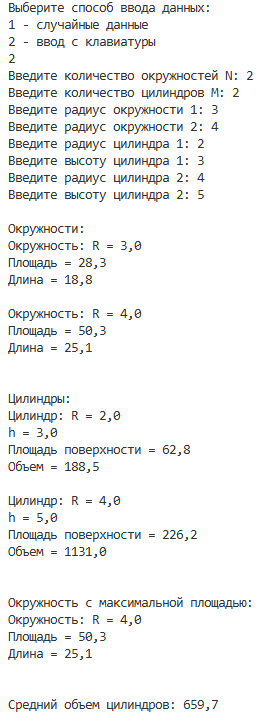 Выберите способ ввода данных:
1 - случайные данные
2 - ввод с клавиатуры
2
Введите количество окружностей N: 2
Введите количество цилиндров M: 2
Введите радиус окружности 1: 3
Введите радиус окружности 2: 4
Введите радиус цилиндра 1: 2
Введите высоту цилиндра 1: 3
Введите радиус цилиндра 2: 4
Введите высоту цилиндра 2: 5
Окружности:
Окружность: R = 3,0
Площадь = 28,3
Длина = 18,8
Окружность: R = 4,0
Площадь = 50,3
Длина = 25,1
Цилиндры:
Цилиндр: R = 2,0
h = 3,0
Площадь поверхности = 62,8
Объем = 188,5
Цилиндр: R = 4,0
h = 5,0
Площадь поверхности = 226,2
Объем = 1131,0
Окружность с максимальной площадью:
Окружность: R = 4,0
Площадь = 50,3
Длина = 25,1
Средний объем цилиндров: 659,7